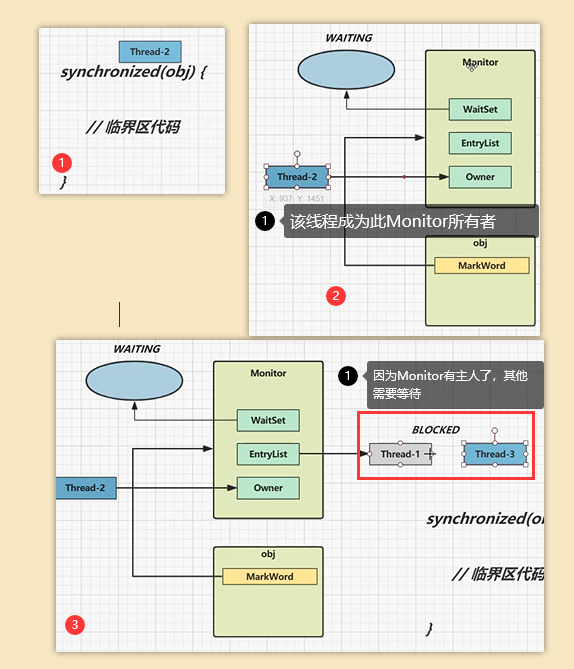 Thread-2
synchronized(obj) {
// 临界区代码
1
}
WAITING
Monitor
WaitSet
EntryList
Thread-2
Owner
X: 937 Y: 1451
1 该线程成为此Monitor所有者
obj
MarkWord
2
WAITING
Monitor
1 因为Monitor有主人了，其他
需要等待
WaitSet
BLOCKED
EntryList
Thread-1
Thread-3
Thread-2
Owner
synchronized(o
obj
MarkWord
// 临界区代码
3
}